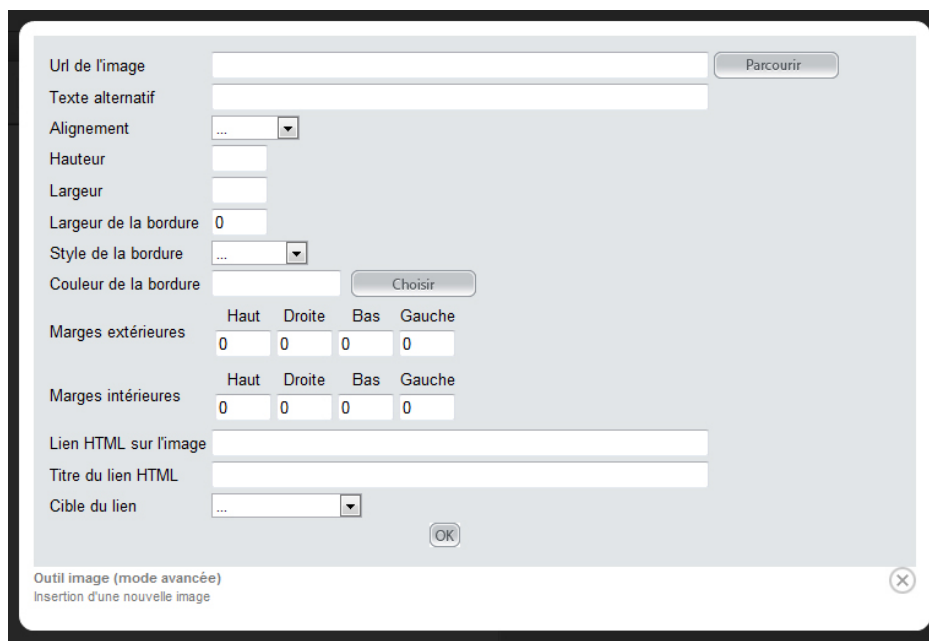 Url de l'image Parcourir
Texte alternatif
Alignement ...
Hauteur
Largeur
Largeur de la bordure 0
Style de la bordure ...
Couleur de la bordure Choisir
Haut Droite Bas Gauche
Marges extérieures
0 0 0 0
Haut Droite Bas Gauche
Marges intérieures
0 0 0 0
Lien HTML sur l'image
Titre du lien HTML
Cible du lien ...
OK
Outil image (mode avancée)
Insertion d'une nouvelle image